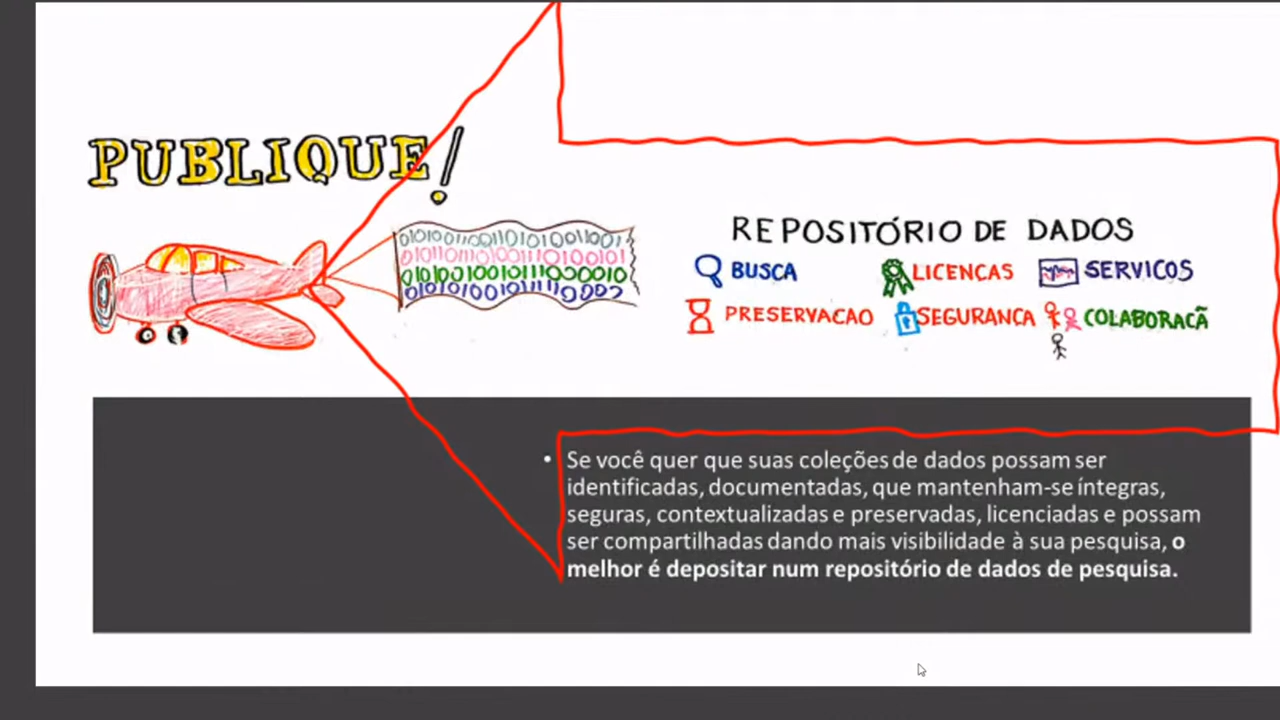 PUBLIQUE!
REPOSITÓRIO DE DADOS
BUSCA
LICENCAS
SERVICOS
PRESERVACAO
SEGURANCA
COLABORACÃ
• Se você quer que suas coleções de dados possam ser
identificadas, documentadas, que mantenham-se íntegras,
seguras, contextualizadas e preservadas, licenciadas e possam
ser compartilhadas dando mais visibilidade à sua pesquisa, o
melhor é depositar num repositório de dados de pesquisa.